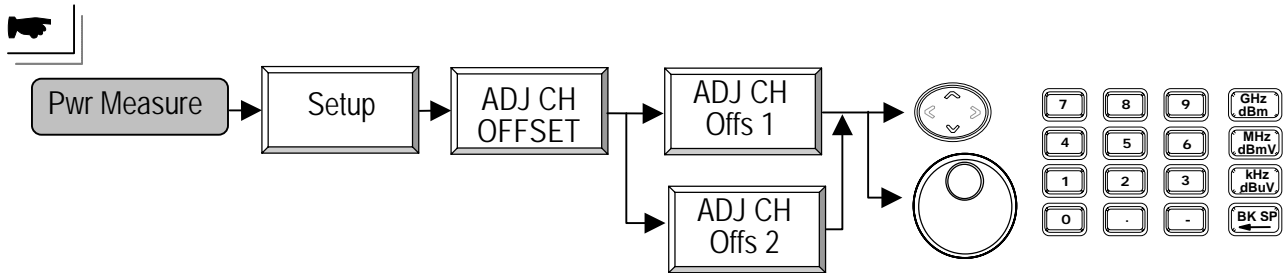 Pwr Measure
Setup
ADJ CH
OFFSET
ADJ CH
Offs 1
ADJ CH
Offs 2
7 8 9 GHz
dBm
4 5 6 MHz
dBmV
1 2 3 kHz
dBuV
0 . - BK SP